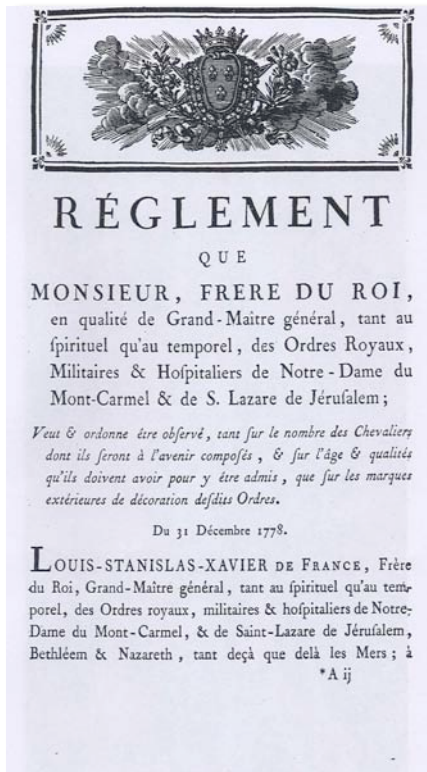 RÉGLEMENT
QUE
MONSIEUR, FRERE DU ROI,
en qualité de Grand-Maître général, tant au
ſpirituel qu'au temporel, des Ordres Royaux,
Militaires & Hoſpitaliers de Notre-Dame du
Mont-Carmel & de S. Lazare de Jéruſalem;
Veut & ordonne être obſervé, tant ſur le nombre des Chevaliers
dont ils ſeront à l'avenir compoſés, & ſur l'âge & qualités
qu'ils doivent avoir pour y être admis, que ſur les marques
extérieures de décoration deſdits Ordres.
Du 31 Décembre 1778.
LOUIS-STANISLAS-XAVIER DE FRANCE, Frère
du Roi, Grand-Maître général, tant au ſpirituel qu'au tem-
porel, des Ordres royaux, militaires & hoſpitaliers de Notre-
Dame du Mont-Carmel, & de Saint-Lazare de Jéruſalem,
Bethléem & Nazareth, tant deçà que delà les Mers; à
*A ij